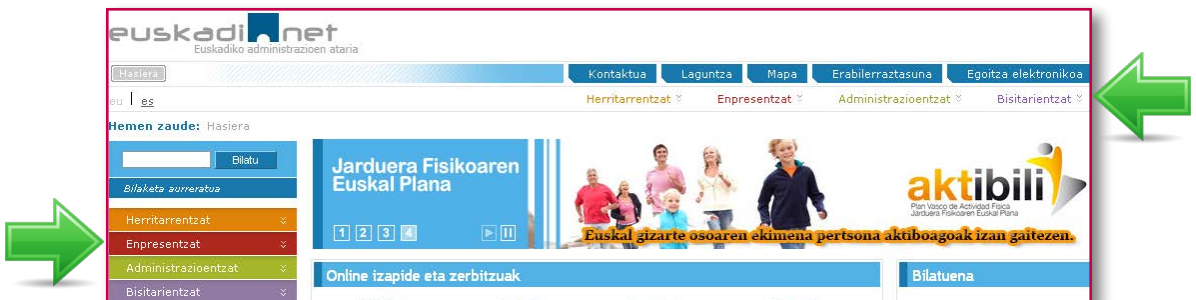 euskadi.net
Euskadiko administrazioen ataria
Hasiera
Kontaktua Laguntza Mapa Erabilerraztasuna Egoitza elektronikoa
eu | es
Herritarrentzat Enpresentzat Administrazioentzat Bisitarientzat
Hemen zaude: Hasiera
Bilatu
Bilaketa aurreratua
Herritarrentzat
Enpresentzat
Administrazioentzat
Bisitarientzat
Jarduera Fisikoaren
Euskal Plana
1 2 3 4
aktibili
Plan Vasco de Actividad Física
Jarduera Fisikoaren Euskal Plana
Euskal gizarte osoaren ekimena pertsona aktiboagoak izan gaitezen.
Online izapide eta zerbitzuak
Bilatuena